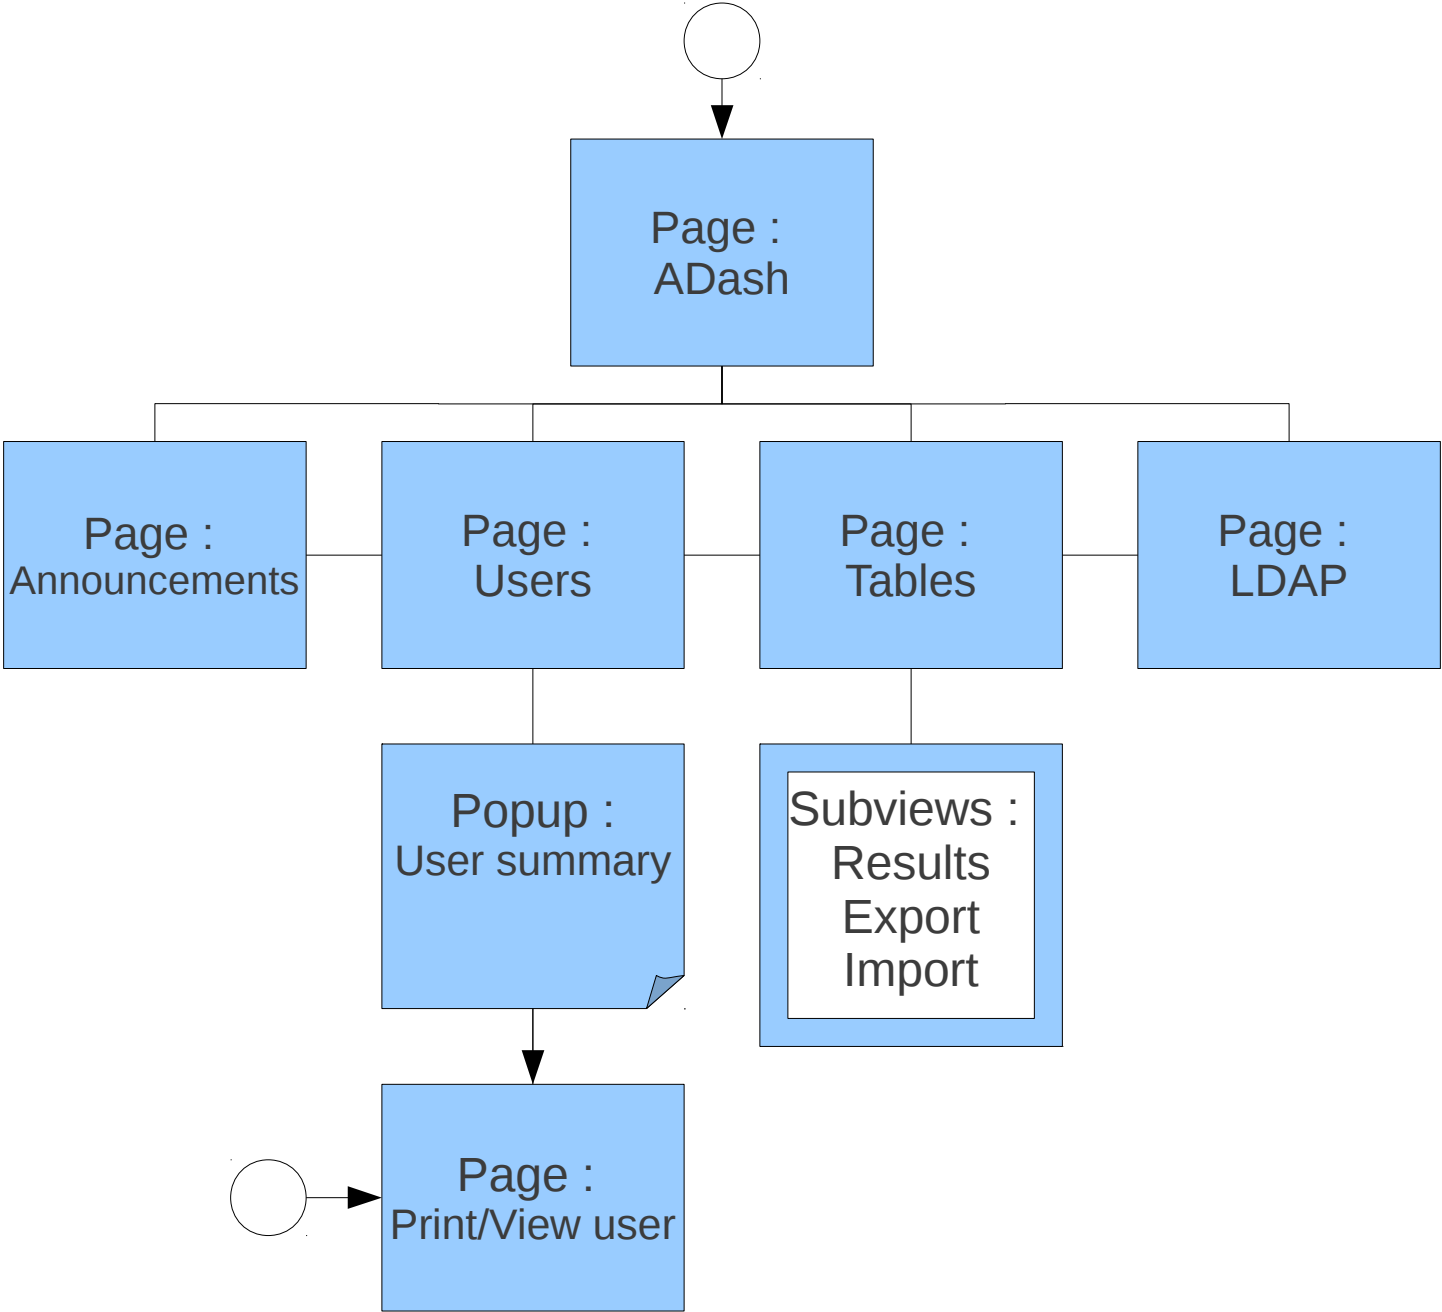 Page :
ADash
Page :
Announcements
Page :
Users
Page :
Tables
Page :
LDAP
Popup :
User summary
Subviews :
Results
Export
Import
Page :
Print/View user